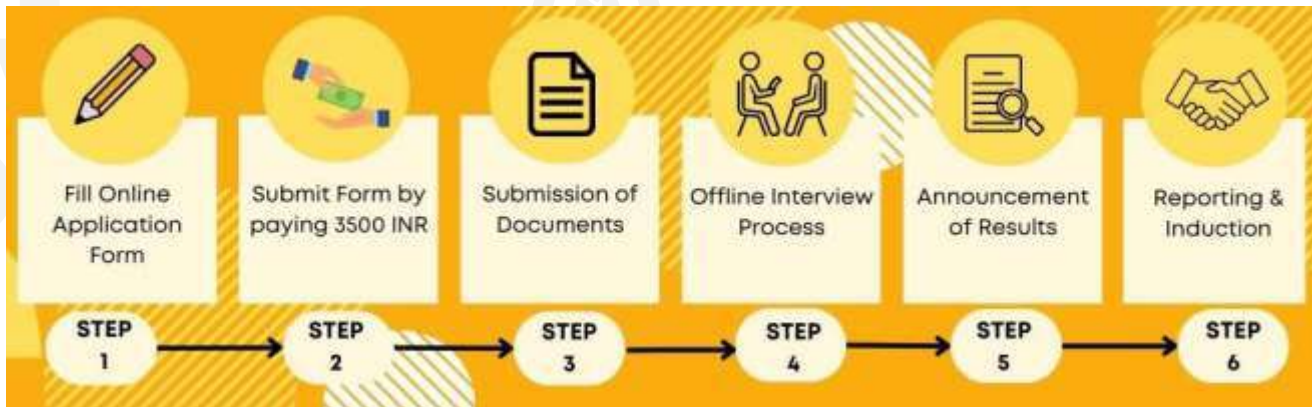 Fill Online
Application
Form
Submit Form by
paying 3500 INR
Submission of
Documents
Offline Interview
Process
Announcement
of Results
Reporting &
Induction
STEP
1
STEP
2
STEP
3
STEP
4
STEP
5
STEP
6